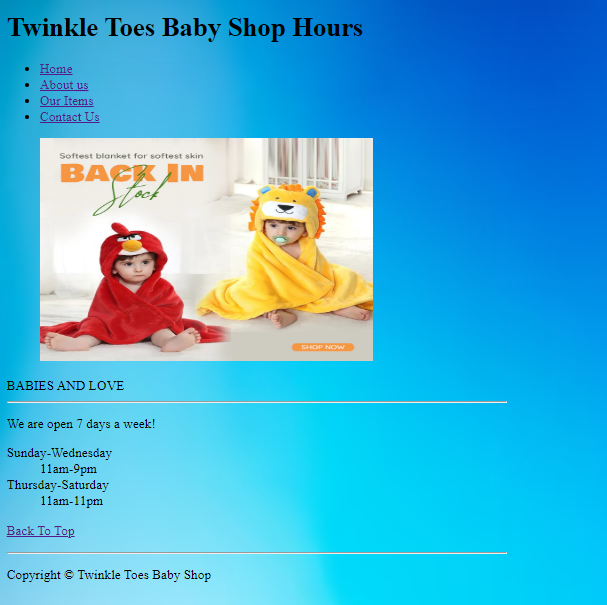 Twinkle Toes Baby Shop Hours
Home
About us
Our Items
Contact Us
Softest blanket for softest skin
BACK IN
Stock
SHOP NOW
BABIES AND LOVE
We are open 7 days a week!
Sunday-Wednesday
11am-9pm
Thursday-Saturday
11am-11pm
Back To Top
Copyright © Twinkle Toes Baby Shop